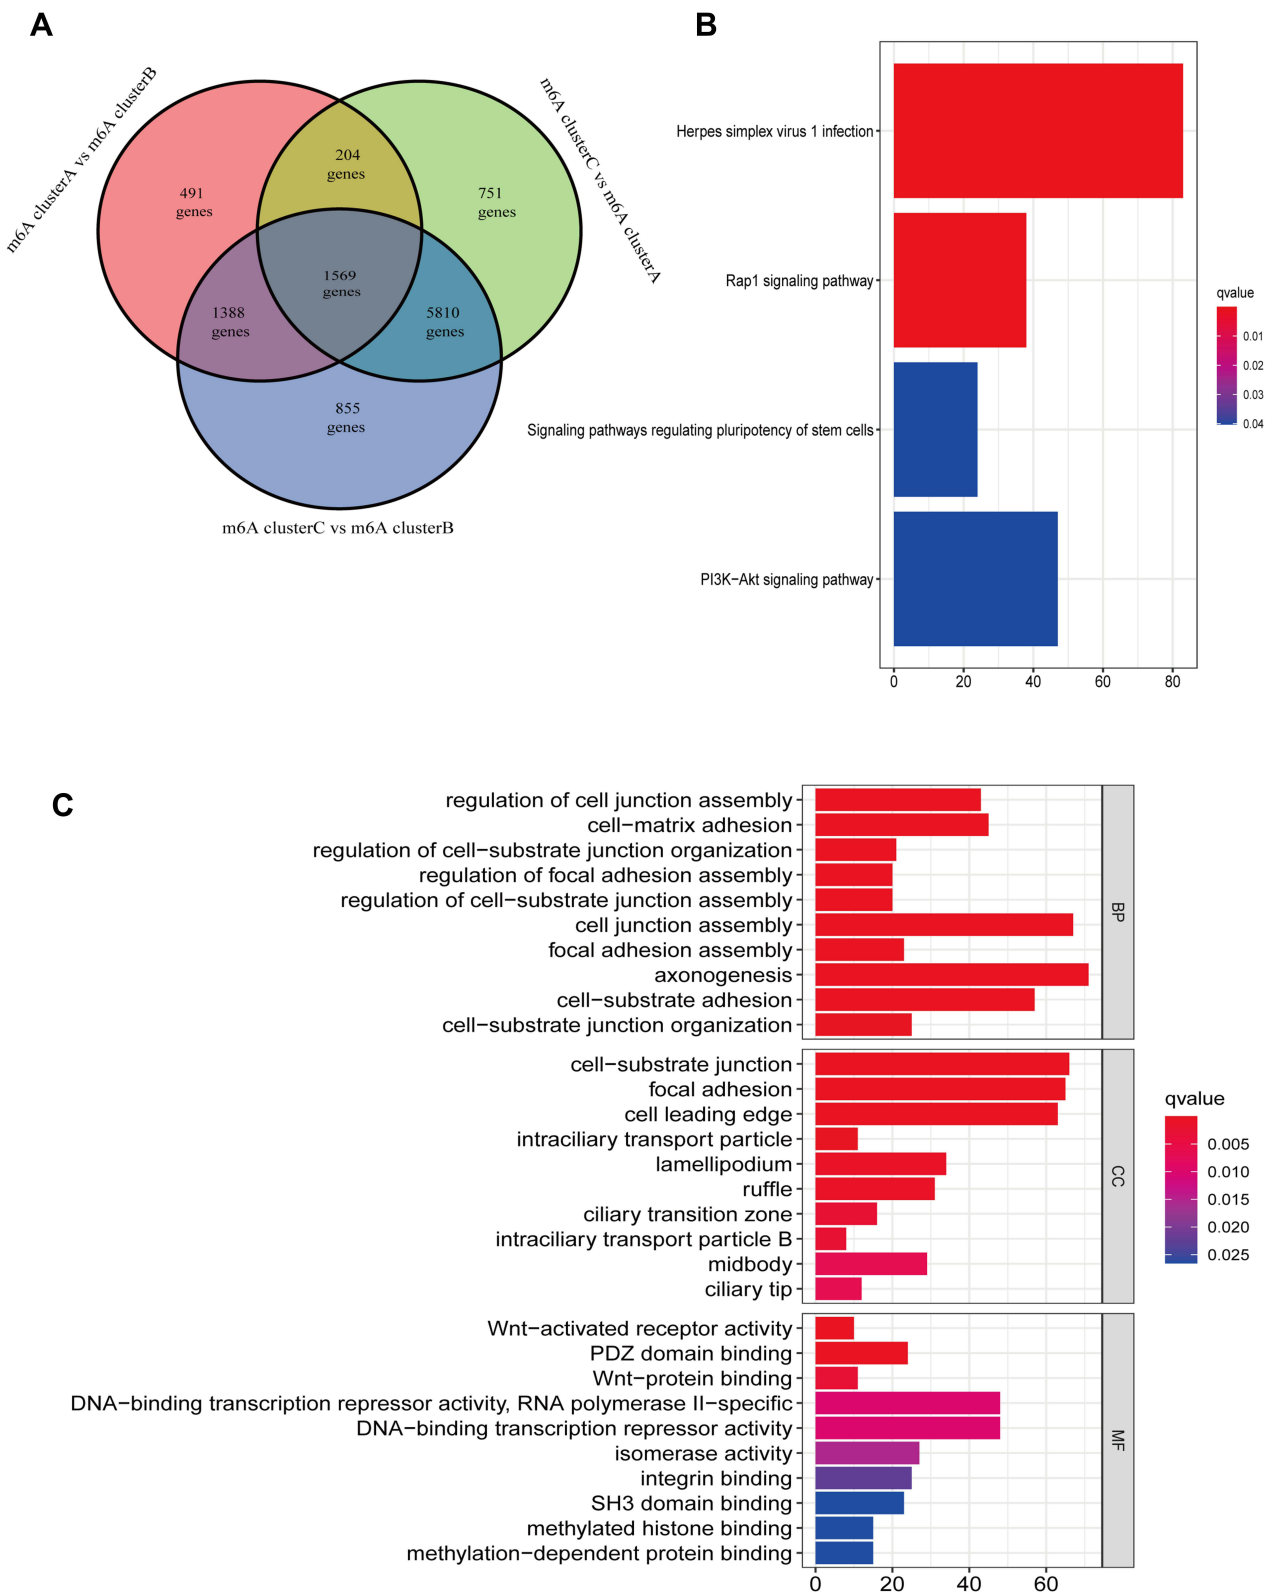 A
m6A clusterA vs m6A clusterB
m6A clusterC vs m6A clusterA
204
genes
491
genes
751
genes
1569
genes
1388
genes
5810
genes
855
genes
m6A clusterC vs m6A clusterB
B
Herpes simplex virus 1 infection
Rap1 signaling pathway
Signaling pathways regulating pluripotency of stem cells
PI3K−Akt signaling pathway
0 20 40 60 80
qvalue
0.01
0.02
0.03
0.04
C
regulation of cell junction assembly
cell−matrix adhesion
regulation of cell−substrate junction organization
regulation of focal adhesion assembly
regulation of cell−substrate junction assembly
cell junction assembly
focal adhesion assembly
axonogenesis
cell−substrate adhesion
cell−substrate junction organization
BP
cell−substrate junction
focal adhesion
cell leading edge
intraciliary transport particle
lamellipodium
ruffle
ciliary transition zone
intraciliary transport particle B
midbody
ciliary tip
CC
Wnt−activated receptor activity
PDZ domain binding
Wnt−protein binding
DNA−binding transcription repressor activity, RNA polymerase II−specific
DNA−binding transcription repressor activity
isomerase activity
integrin binding
SH3 domain binding
methylated histone binding
methylation−dependent protein binding
MF
0 20 40 60
qvalue
0.005
0.010
0.015
0.020
0.025